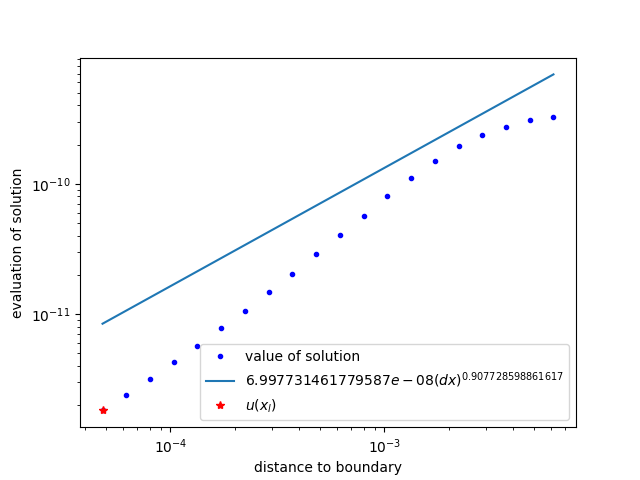 evaluation of solution
10⁻¹⁰
10⁻¹¹
value of solution
6.997731461779587e − 08(dx)^0.907728598861617
u(x_l)
10⁻⁴
10⁻³
distance to boundary